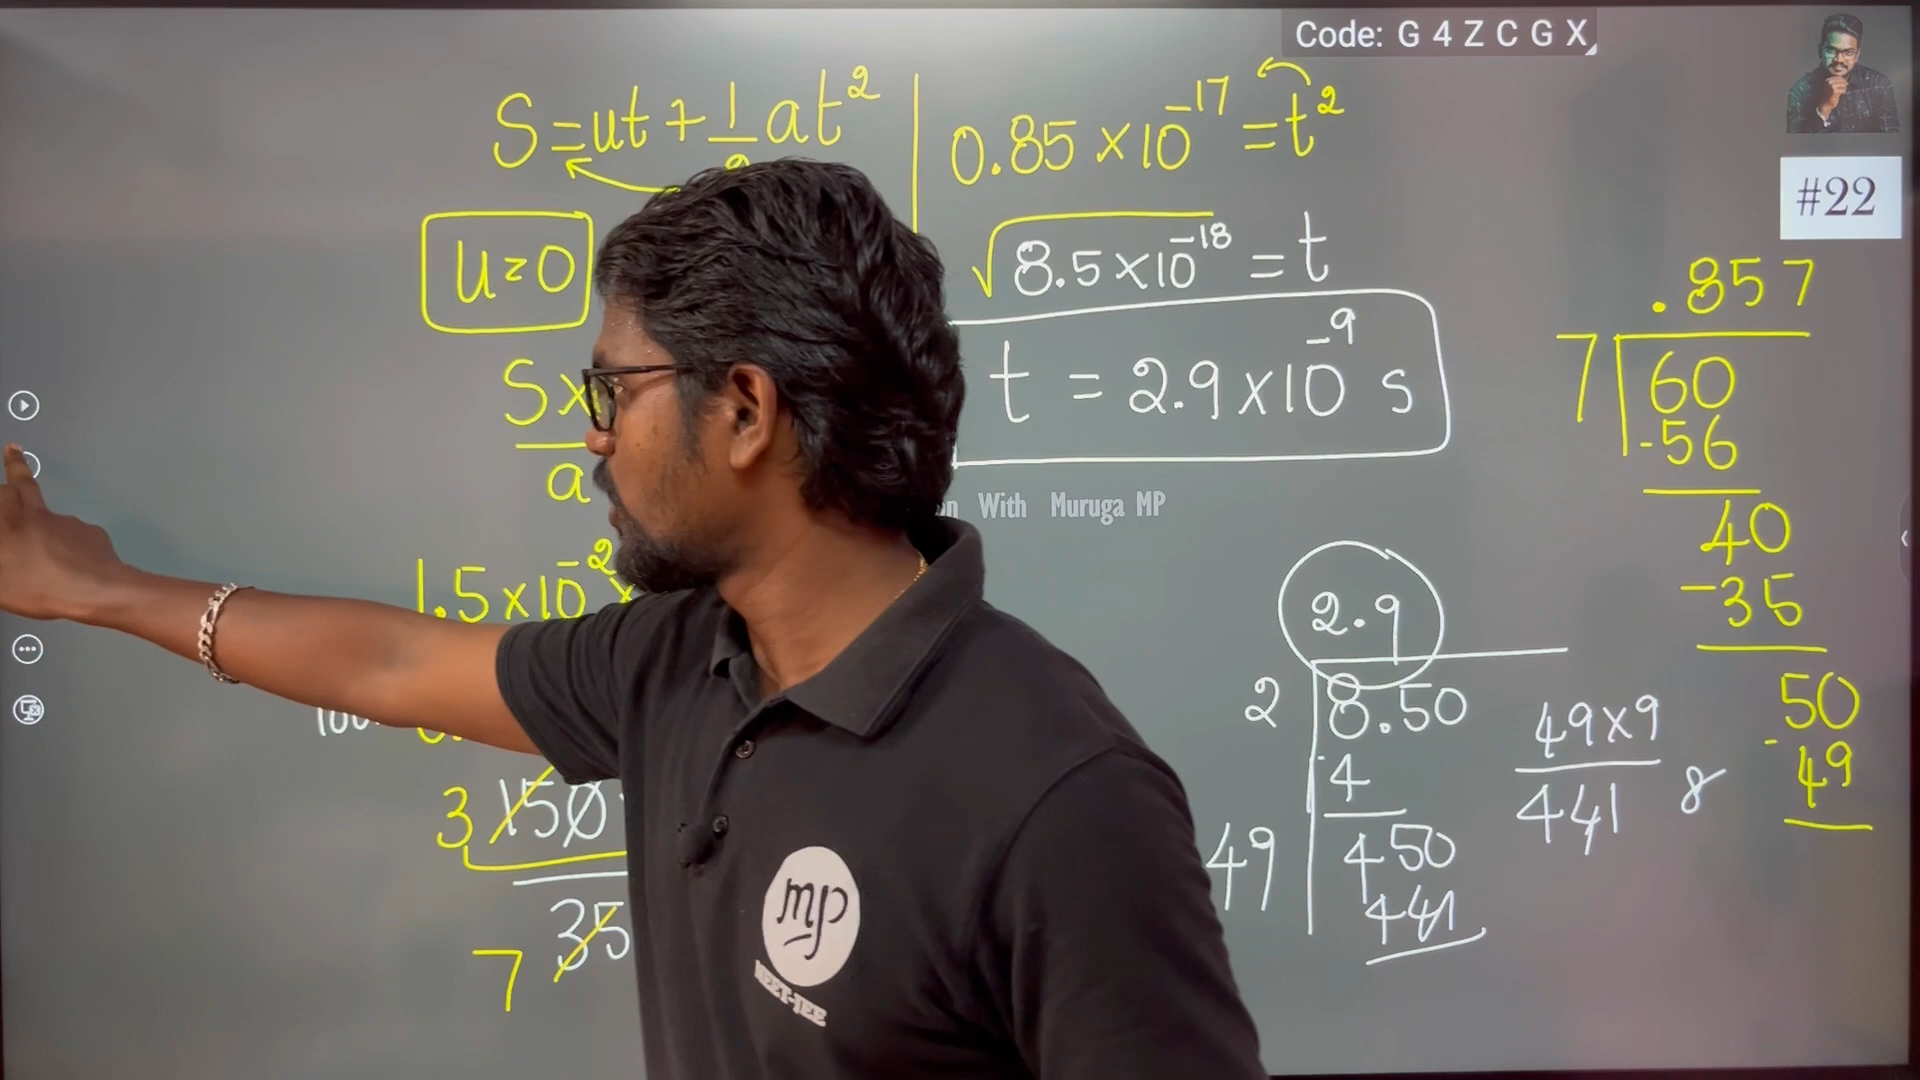 Code: G 4 Z C G X
#22
S = ut + 1 at²
u = 0
S x
a
1.5 × 10⁻²
100
3 150
7 35
0.85 × 10⁻¹⁷ = t²
√8.5 × 10⁻¹⁸ = t
t = 2.9 × 10⁻⁹ s
With Muruga MP
.857
7 60
-56
40
-35
50
-49
2.9
2 8.50
4
49 450
441
49 × 9
441
8
mp
NEET-JEE